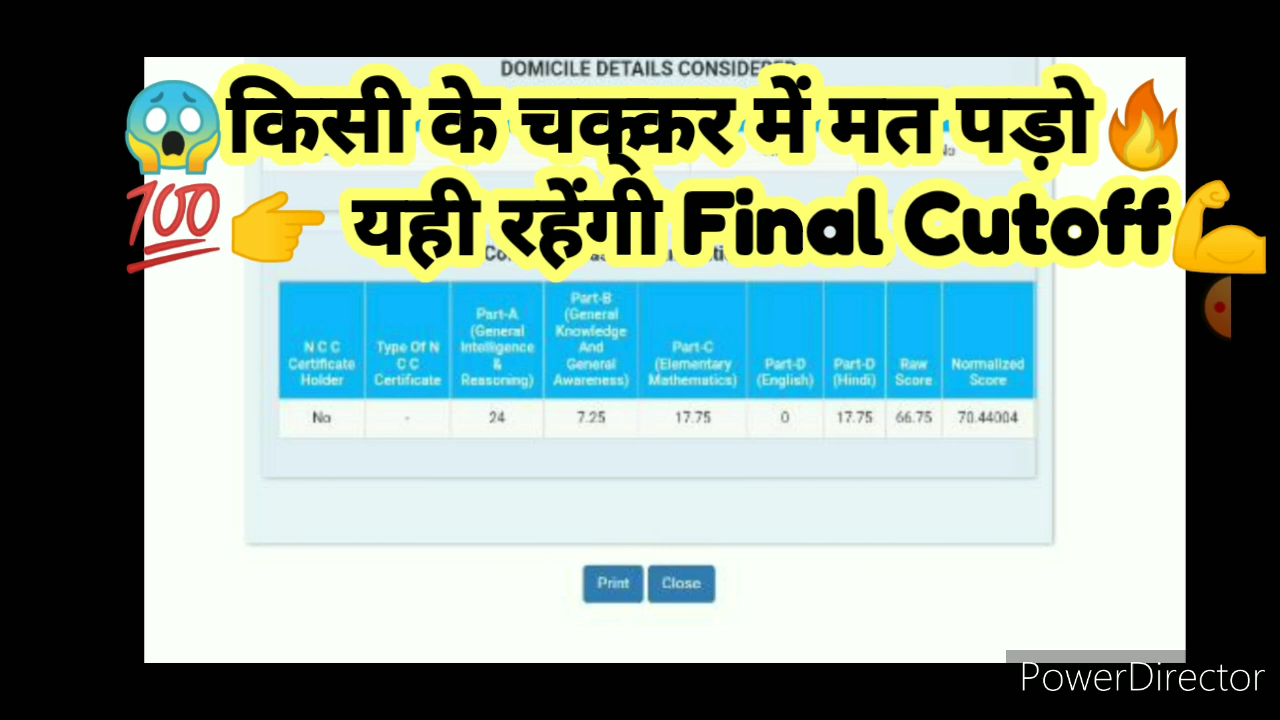 DOMICILE DETAILS CONSIDERED
😱किसी के चक्कर में मत पड़ो🔥
No
💯👉 यही रहेंगी Final Cutoff💪
N C C Certificate Holder
Type Of N C C Certificate
Part-A (General Intelligence & Reasoning)
Part-B (General Knowledge And General Awareness)
Part-C (Elementary Mathematics)
Part-D (English)
Part-D (Hindi)
Raw Score
Normalized Score
No - 24 7.25 17.75 0 17.75 66.75 70.44004
Print Close
PowerDirector